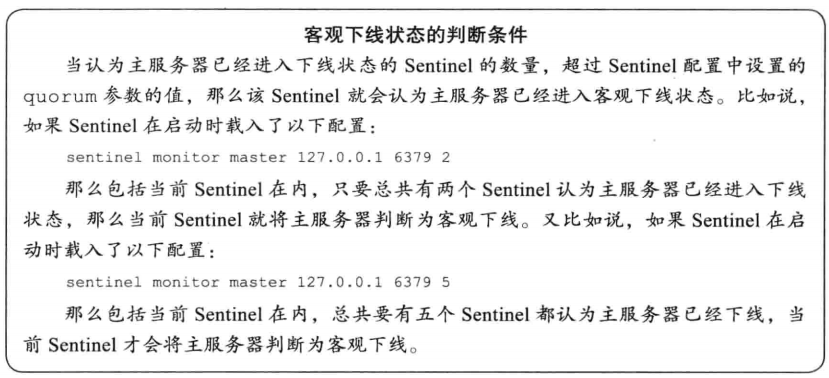 客观下线状态的判断条件
当认为主服务器已经进入下线状态的 Sentinel 的数量，超过 Sentinel 配置中设置的
quorum 参数的值，那么该 Sentinel 就会认为主服务器已经进入客观下线状态。比如说，
如果 Sentinel 在启动时载入了以下配置：
sentinel monitor master 127.0.0.1 6379 2
那么包括当前 Sentinel 在内，只要总共有两个 Sentinel 认为主服务器已经进入下线
状态，那么当前 Sentinel 就将主服务器判断为客观下线。又比如说，如果 Sentinel 在启
动时载入了以下配置：
sentinel monitor master 127.0.0.1 6379 5
那么包括当前 Sentinel 在内，总共要有五个 Sentinel 都认为主服务器已经下线，当
前 Sentinel 才会将主服务器判断为客观下线。